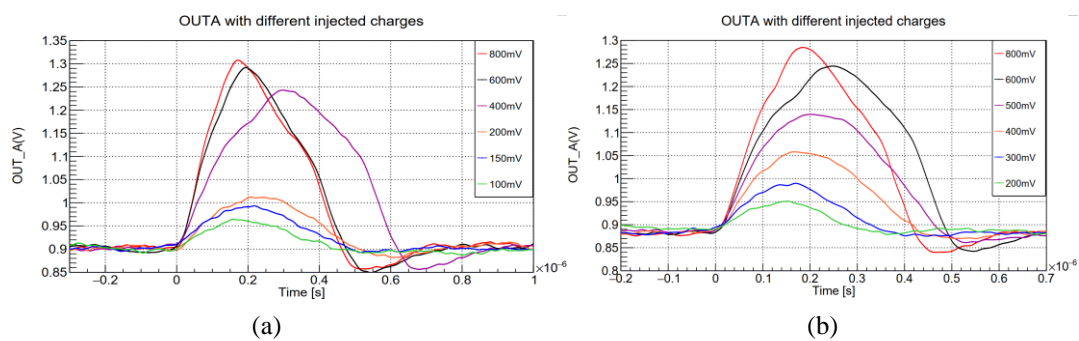 OUTA with different injected charges
OUT_A(V)
1.35
1.3
1.25
1.2
1.15
1.1
1.05
1
0.95
0.9
0.85
800mV
600mV
400mV
200mV
150mV
100mV
−0.2 0 0.2 0.4 0.6 0.8 1
×10⁻⁶
Time [s]
(a)
OUTA with different injected charges
OUT_A(V)
1.3
1.25
1.2
1.15
1.1
1.05
1
0.95
0.9
0.85
0.8
800mV
600mV
500mV
400mV
300mV
200mV
−0.2 −0.1 0 0.1 0.2 0.3 0.4 0.5 0.6 0.7
×10⁻⁶
Time [s]
(b)